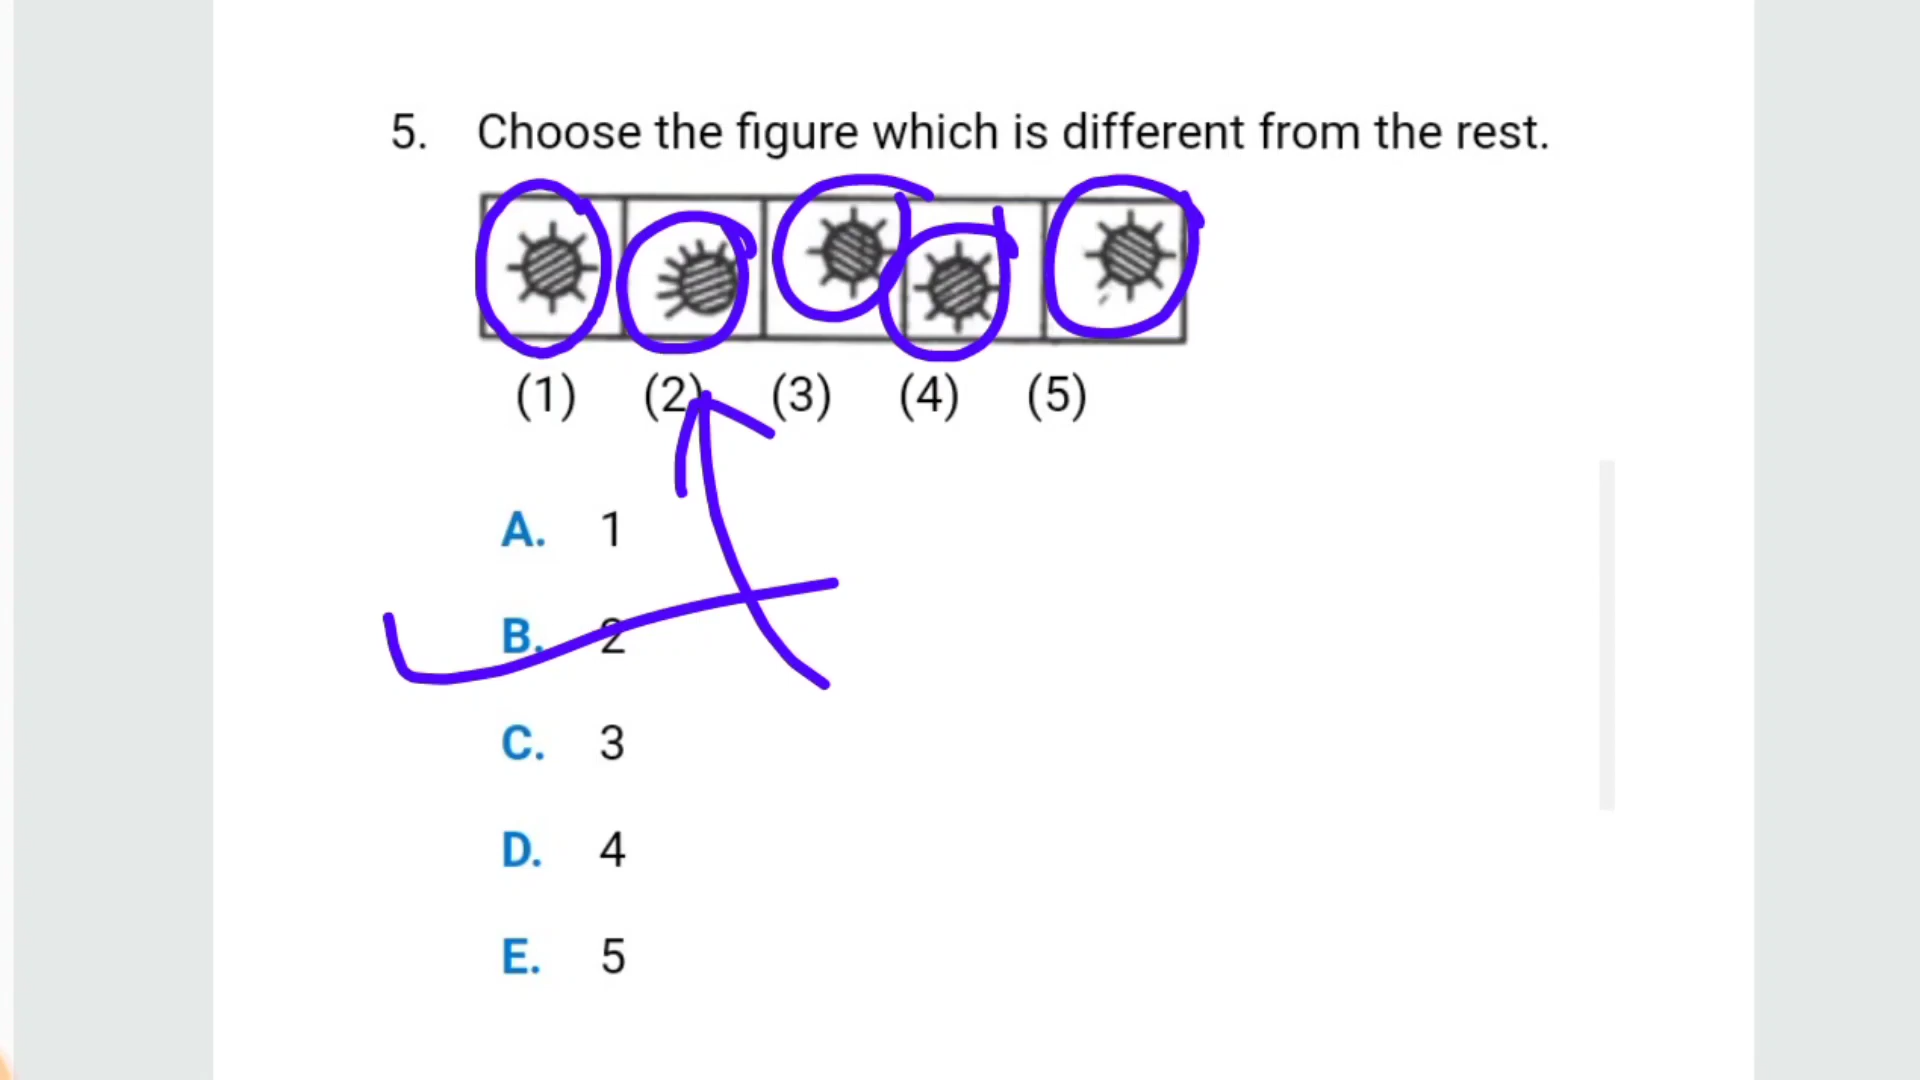 5. Choose the figure which is different from the rest.
(1) (2) (3) (4) (5)
A. 1
B. 2
C. 3
D. 4
E. 5